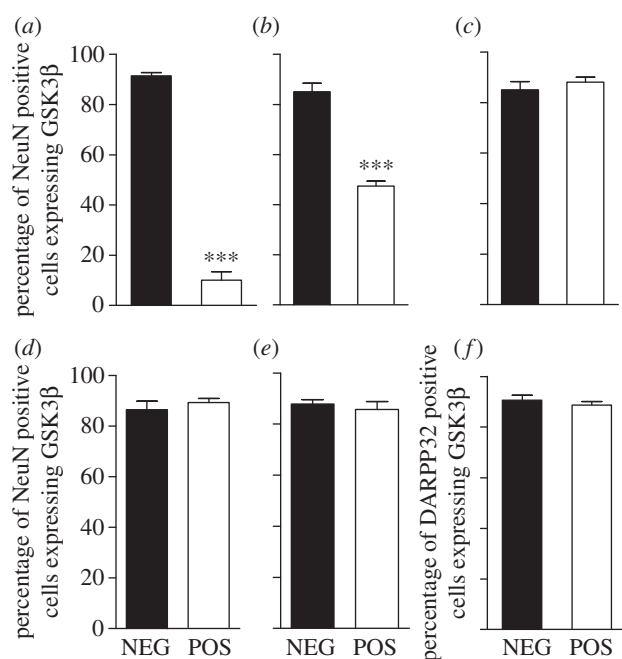 (a)
(b)
(c)
percentage of NeuN positive
cells expressing GSK3β
100
80
60
40
20
0
***
***
(d)
(e)
(f)
percentage of NeuN positive
cells expressing GSK3β
100
80
60
40
20
0
percentage of DARPP32 positive
cells expressing GSK3β
NEG POS
NEG POS
NEG POS